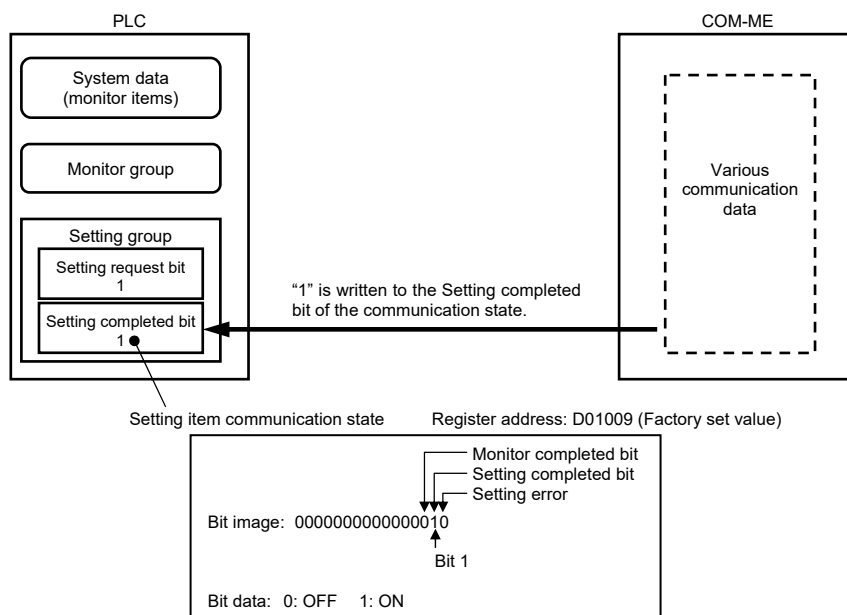 PLC
COM-ME
System data
(monitor items)
Monitor group
Setting group
Setting request bit
1
Setting completed bit
1
Various
communication
data
“1” is written to the Setting completed
bit of the communication state.
Setting item communication state
Register address: D01009 (Factory set value)
Monitor completed bit
Setting completed bit
Setting error
Bit image: 0000000000000010
Bit 1
Bit data: 0: OFF 1: ON